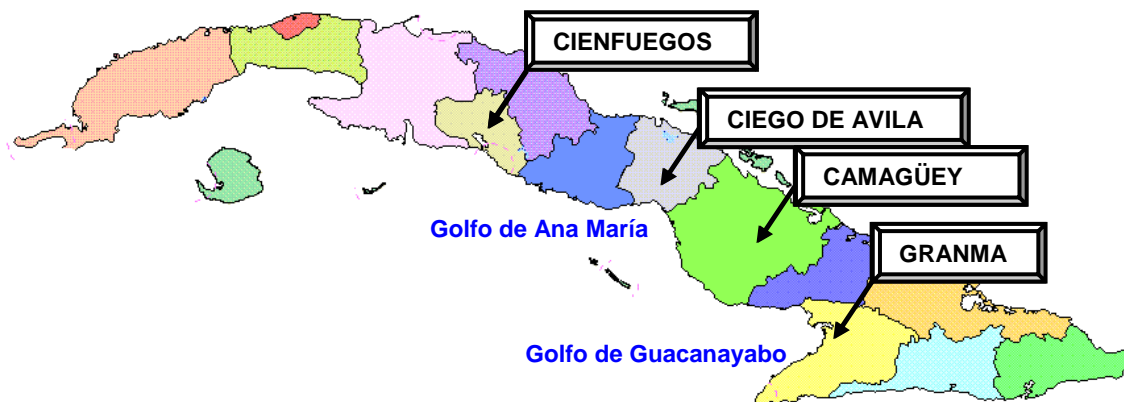 CIENFUEGOS
CIEGO DE AVILA
CAMAGÜEY
Golfo de Ana María
GRANMA
Golfo de Guacanayabo